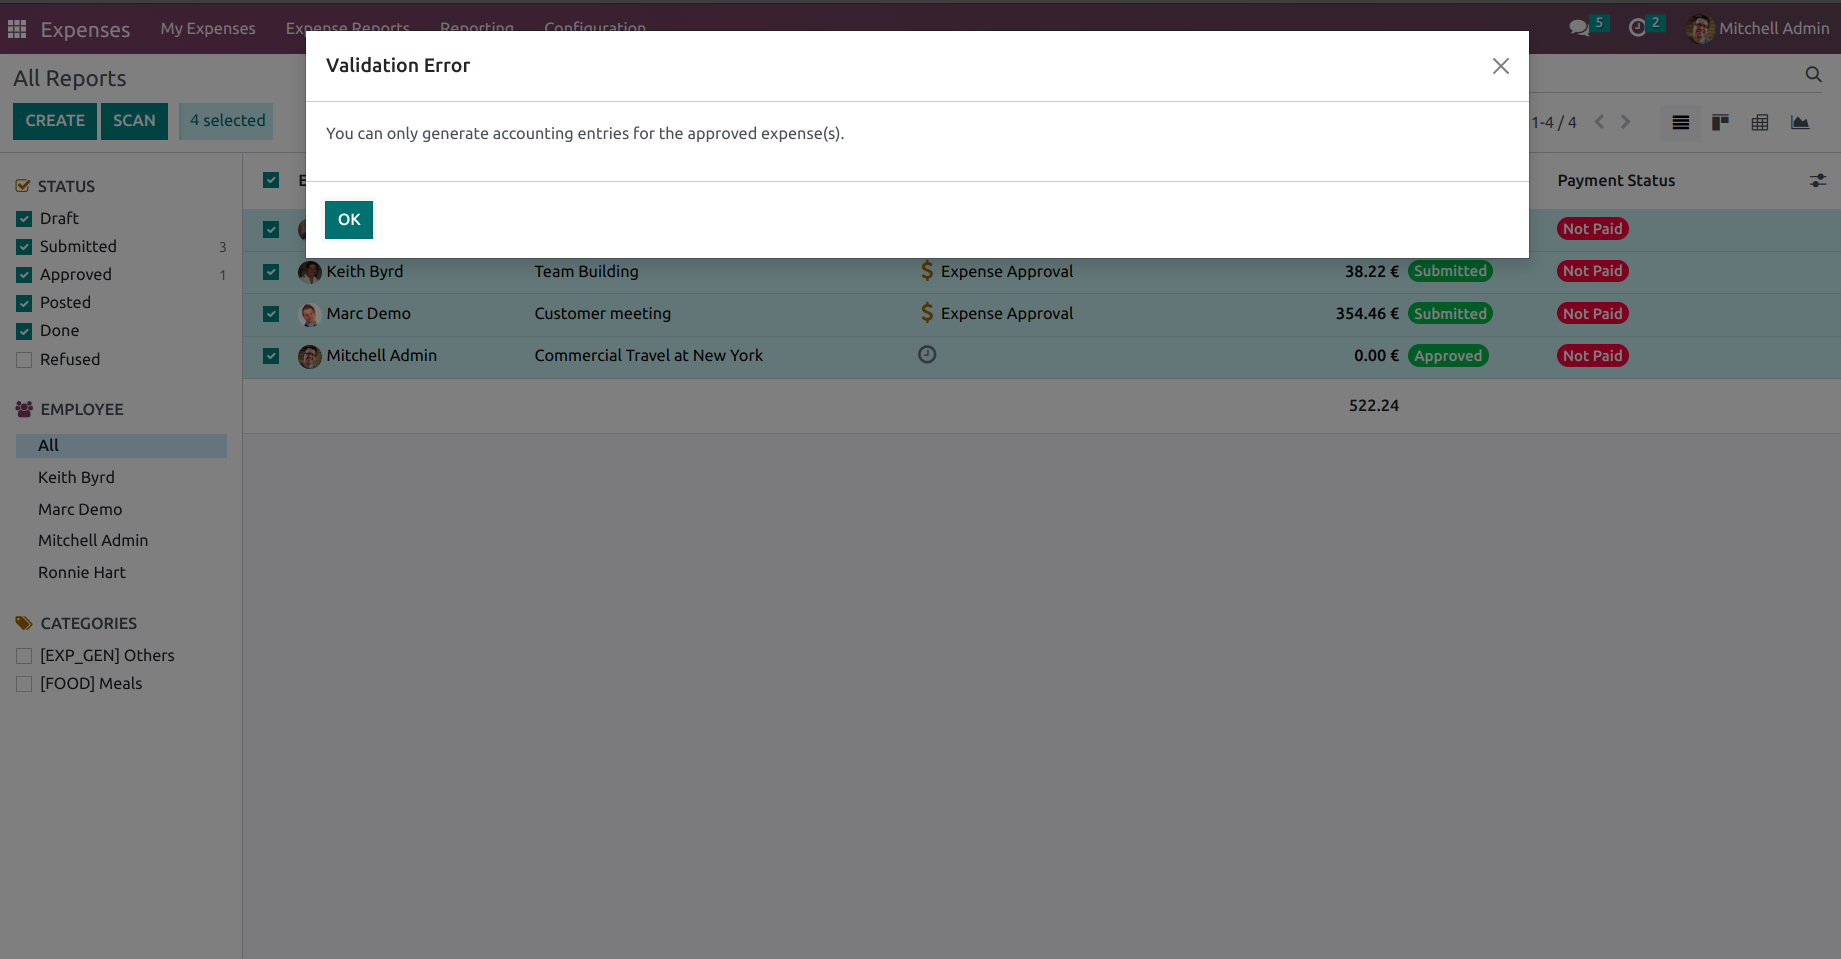 Expenses My Expenses Expense Reports Reporting Configuration 5 2 Mitchell Admin
Validation Error
All Reports
You can only generate accounting entries for the approved expense(s).
CREATE SCAN 4 selected 1-4 / 4
OK
STATUS
Draft
Submitted 3
Approved 1
Posted
Done
Refused
EMPLOYEE
All
Keith Byrd
Marc Demo
Mitchell Admin
Ronnie Hart
CATEGORIES
[EXP_GEN] Others
[FOOD] Meals
Payment Status
Not Paid
Keith Byrd Team Building Expense Approval 38.22 € Submitted Not Paid
Marc Demo Customer meeting Expense Approval 354.46 € Submitted Not Paid
Mitchell Admin Commercial Travel at New York 0.00 € Approved Not Paid
522.24